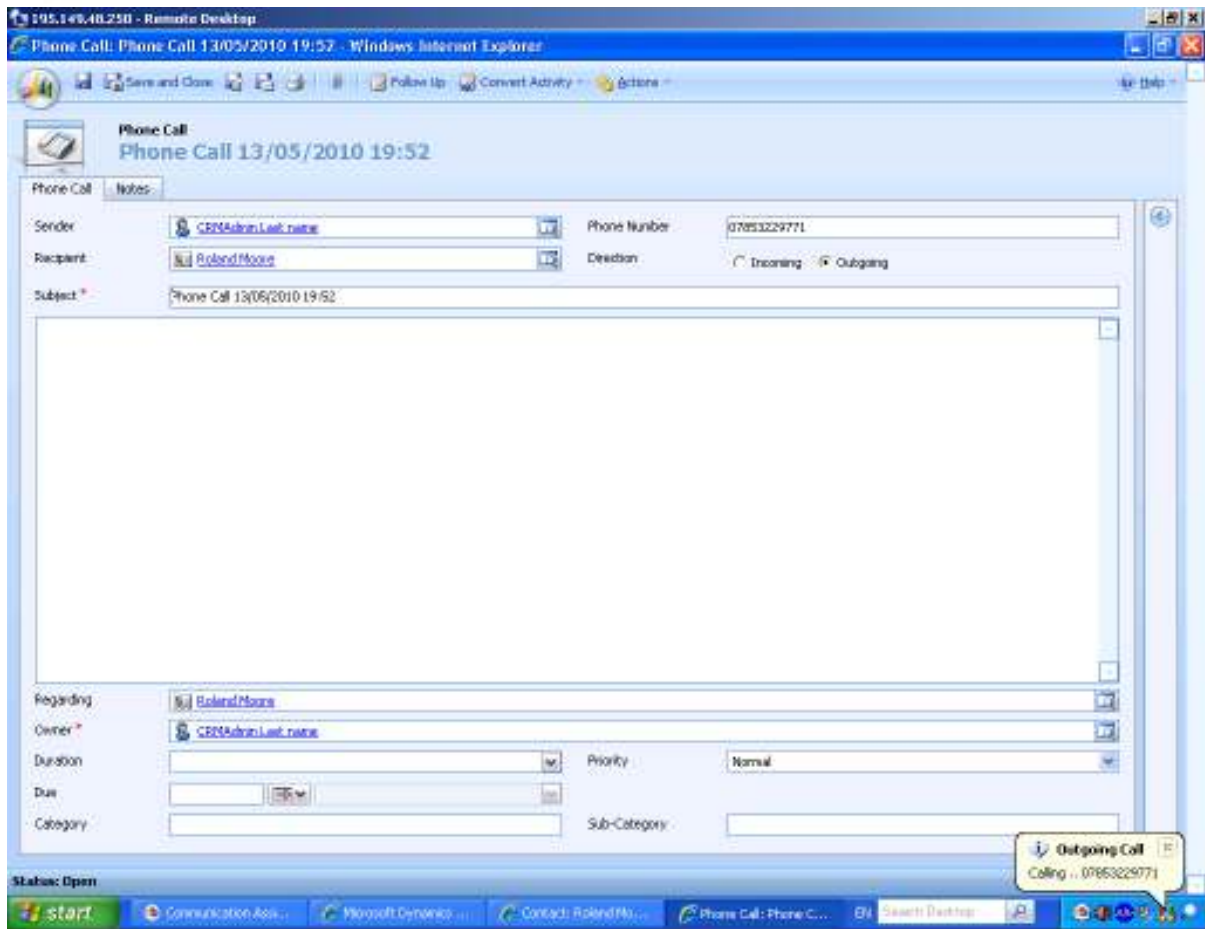 195.149.48.250 - Remote Desktop
Phone Call: Phone Call 13/05/2010 19:52 - Windows Internet Explorer
Save and Close Follow Up Convert Activity Actions Help
Phone Call
Phone Call 13/05/2010 19:52
Phone Call Notes
Sender CRMAdmin Last name Phone Number 07853229771
Recipient Roland Moore Direction Incoming Outgoing
Subject * Phone Call 13/05/2010 19:52
Regarding Roland Moore
Owner * CRMAdmin Last name
Duration Priority Normal
Due
Category Sub-Category
Outgoing Call
Calling .. 07853229771
Status: Open
start Communication Assi... Microsoft Dynamics ... Contact: Roland Mo... Phone Call: Phone C... EN Search Desktop